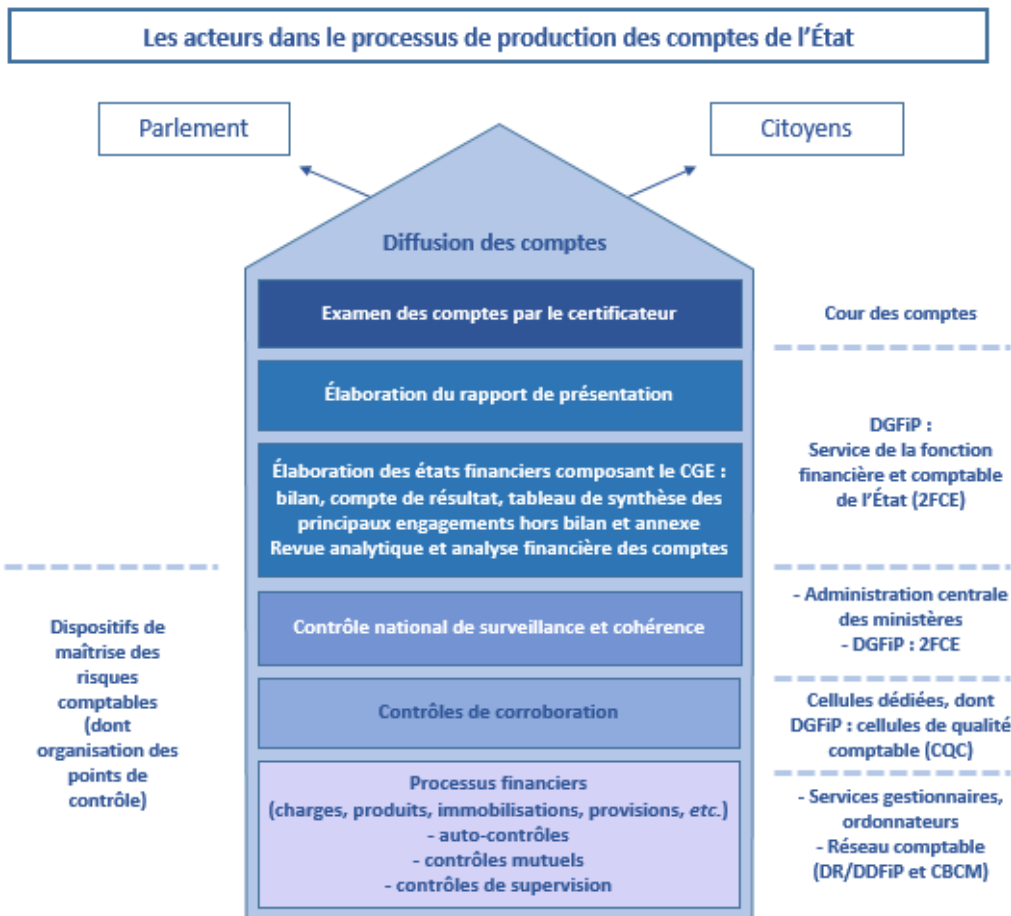 Les acteurs dans le processus de production des comptes de l’État
Parlement
Citoyens
Diffusion des comptes
Examen des comptes par le certificateur
Cour des comptes
Élaboration du rapport de présentation
Élaboration des états financiers composant le CGE :
bilan, compte de résultat, tableau de synthèse des
principaux engagements hors bilan et annexe
Revue analytique et analyse financière des comptes
DGFiP :
Service de la fonction
financière et comptable
de l’État (2FCE)
Dispositifs de
maîtrise des
risques
comptables
(dont
organisation des
points de
contrôle)
Contrôle national de surveillance et cohérence
- Administration centrale
des ministères
- DGFiP : 2FCE
Contrôles de corroboration
Cellules dédiées, dont
DGFiP : cellules de qualité
comptable (CQC)
Processus financiers
(charges, produits, immobilisations, provisions, etc.)
- auto-contrôles
- contrôles mutuels
- contrôles de supervision
- Services gestionnaires,
ordonnateurs
- Réseau comptable
(DR/DDFiP et CBCM)